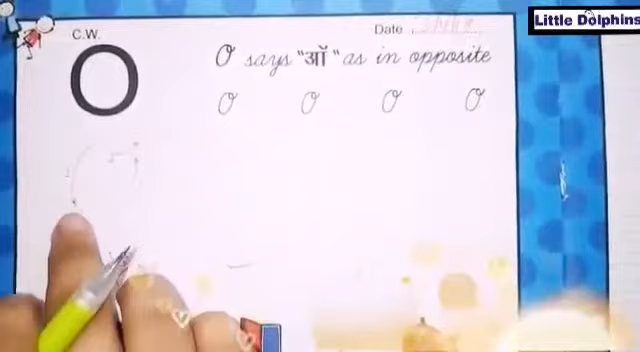 Little Dolphins
C.W.
Date
O
O says "ऑ" as in opposite
O O O O